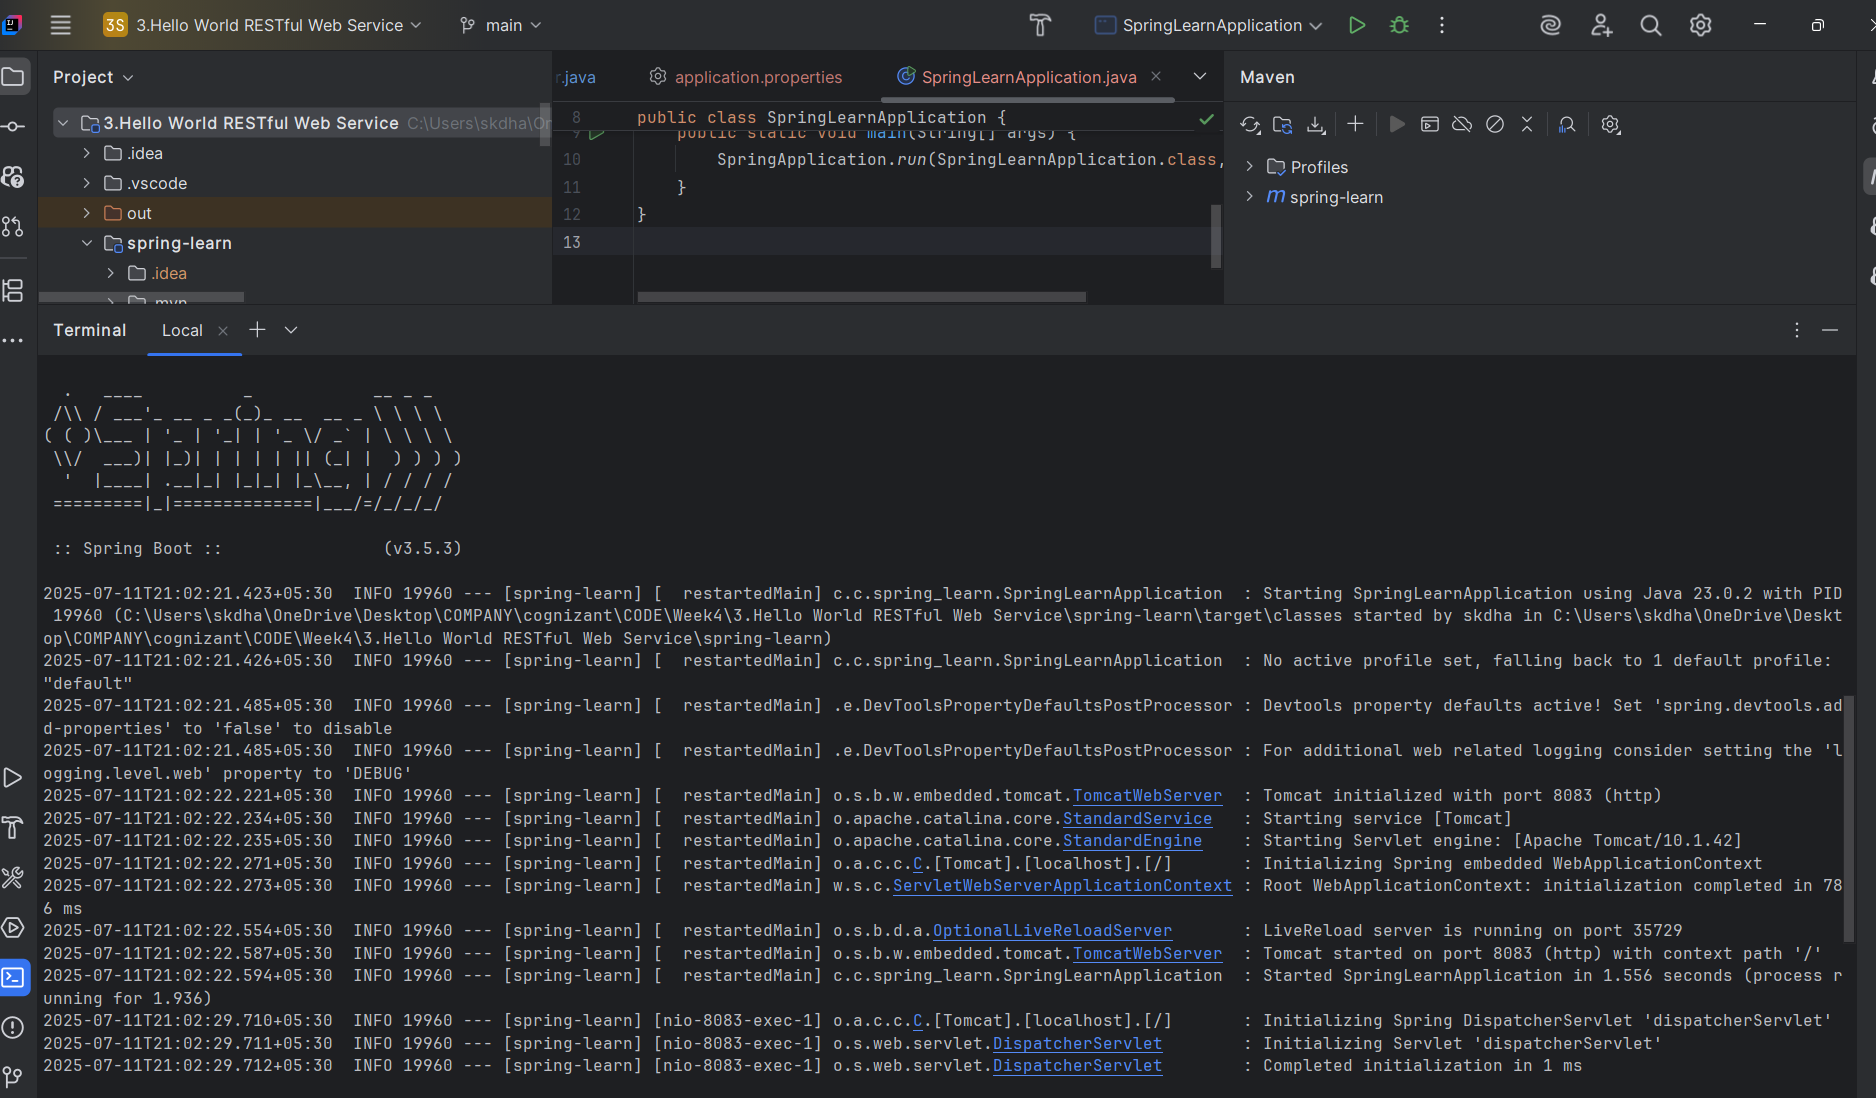 3S 3.Hello World RESTful Web Service main SpringLearnApplication
Project
3.Hello World RESTful Web Service C:\Users\skdha\Or
.idea
.vscode
out
spring-learn
.idea
.mvn
r.java application.properties SpringLearnApplication.java
8 public class SpringLearnApplication {
9 public static void main(String[] args) {
10 SpringApplication.run(SpringLearnApplication.class,
11 }
12 }
13
Maven
Profiles
m spring-learn
Terminal Local
  .   ____          _            __ _ _
 /\\ / ___'_ __ _ _(_)_ __  __ _ \ \ \ \
( ( )\___ | '_ | '_| | '_ \/ _` | \ \ \ \
 \\/  ___)| |_)| | | | | || (_| |  ) ) ) )
  '  |____| .__|_| |_|_| |_\__, | / / / /
 =========|_|==============|___/=/_/_/_/
 :: Spring Boot ::                (v3.5.3)
2025-07-11T21:02:21.423+05:30  INFO 19960 --- [spring-learn] [  restartedMain] c.c.spring_learn.SpringLearnApplication  : Starting SpringLearnApplication using Java 23.0.2 with PID
 19960 (C:\Users\skdha\OneDrive\Desktop\COMPANY\cognizant\CODE\Week4\3.Hello World RESTful Web Service\spring-learn\target\classes started by skdha in C:\Users\skdha\OneDrive\Deskt
op\COMPANY\cognizant\CODE\Week4\3.Hello World RESTful Web Service\spring-learn)
2025-07-11T21:02:21.426+05:30  INFO 19960 --- [spring-learn] [  restartedMain] c.c.spring_learn.SpringLearnApplication  : No active profile set, falling back to 1 default profile:
"default"
2025-07-11T21:02:21.485+05:30  INFO 19960 --- [spring-learn] [  restartedMain] .e.DevToolsPropertyDefaultsPostProcessor : Devtools property defaults active! Set 'spring.devtools.ad
d-properties' to 'false' to disable
2025-07-11T21:02:21.485+05:30  INFO 19960 --- [spring-learn] [  restartedMain] .e.DevToolsPropertyDefaultsPostProcessor : For additional web related logging consider setting the 'l
ogging.level.web' property to 'DEBUG'
2025-07-11T21:02:22.221+05:30  INFO 19960 --- [spring-learn] [  restartedMain] o.s.b.w.embedded.tomcat.TomcatWebServer  : Tomcat initialized with port 8083 (http)
2025-07-11T21:02:22.234+05:30  INFO 19960 --- [spring-learn] [  restartedMain] o.apache.catalina.core.StandardService   : Starting service [Tomcat]
2025-07-11T21:02:22.235+05:30  INFO 19960 --- [spring-learn] [  restartedMain] o.apache.catalina.core.StandardEngine    : Starting Servlet engine: [Apache Tomcat/10.1.42]
2025-07-11T21:02:22.271+05:30  INFO 19960 --- [spring-learn] [  restartedMain] o.a.c.c.C.[Tomcat].[localhost].[/]       : Initializing Spring embedded WebApplicationContext
2025-07-11T21:02:22.273+05:30  INFO 19960 --- [spring-learn] [  restartedMain] w.s.c.ServletWebServerApplicationContext : Root WebApplicationContext: initialization completed in 78
6 ms
2025-07-11T21:02:22.554+05:30  INFO 19960 --- [spring-learn] [  restartedMain] o.s.b.d.a.OptionalLiveReloadServer       : LiveReload server is running on port 35729
2025-07-11T21:02:22.587+05:30  INFO 19960 --- [spring-learn] [  restartedMain] o.s.b.w.embedded.tomcat.TomcatWebServer  : Tomcat started on port 8083 (http) with context path '/'
2025-07-11T21:02:22.594+05:30  INFO 19960 --- [spring-learn] [  restartedMain] c.c.spring_learn.SpringLearnApplication  : Started SpringLearnApplication in 1.556 seconds (process r
unning for 1.936)
2025-07-11T21:02:29.710+05:30  INFO 19960 --- [spring-learn] [nio-8083-exec-1] o.a.c.c.C.[Tomcat].[localhost].[/]       : Initializing Spring DispatcherServlet 'dispatcherServlet'
2025-07-11T21:02:29.711+05:30  INFO 19960 --- [spring-learn] [nio-8083-exec-1] o.s.web.servlet.DispatcherServlet        : Initializing Servlet 'dispatcherServlet'
2025-07-11T21:02:29.712+05:30  INFO 19960 --- [spring-learn] [nio-8083-exec-1] o.s.web.servlet.DispatcherServlet        : Completed initialization in 1 ms